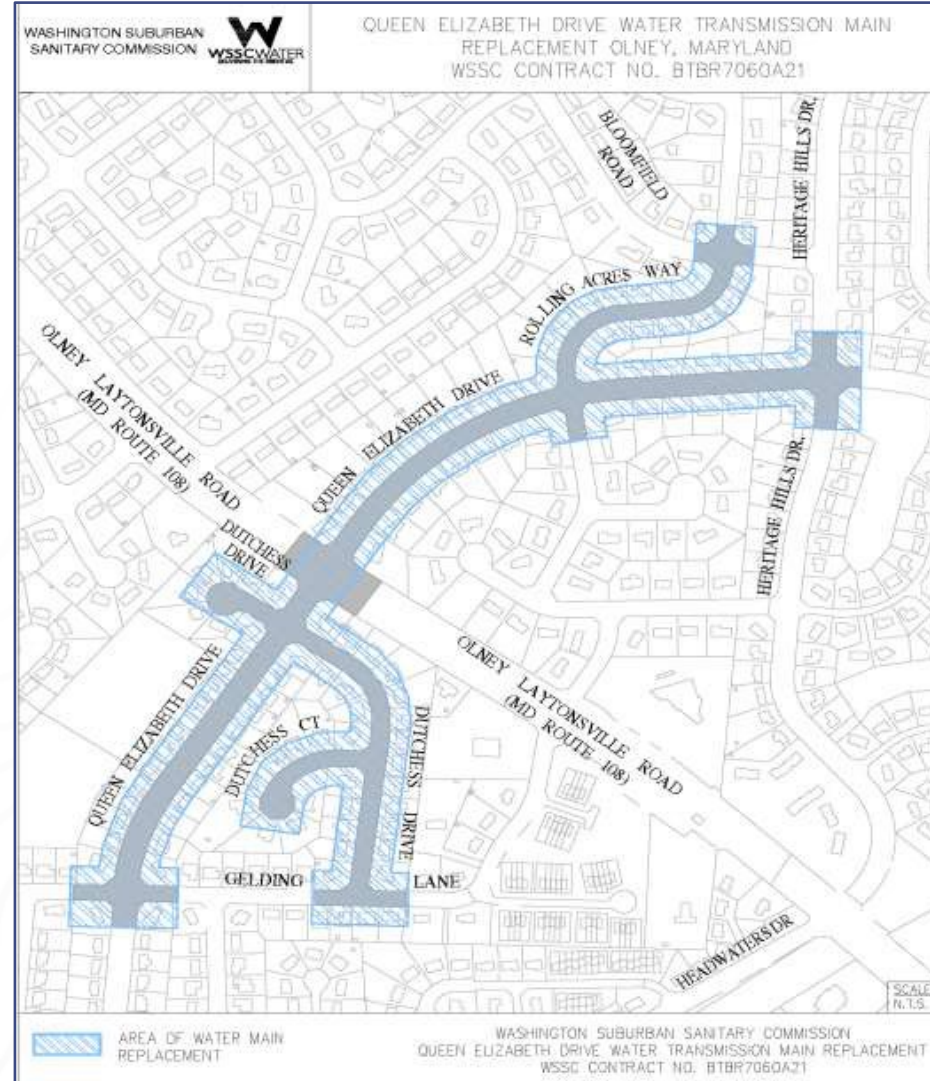 WASHINGTON SUBURBAN
SANITARY COMMISSION
WSSCWATER
QUEEN ELIZABETH DRIVE WATER TRANSMISSION MAIN
REPLACEMENT OLNEY, MARYLAND
WSSC CONTRACT NO. BTBR7060A21
BLOOMFIELD
ROAD
HERITAGE HILLS DR.
ROLLING ACRES WAY
OLNEY LAYTONSVILLE ROAD
(MD ROUTE 108)
QUEEN ELIZABETH DRIVE
DUTCHESS
DRIVE
HERITAGE HILLS DR.
QUEEN ELIZABETH DRIVE
DUTCHESS CT
DUTCHESS DRIVE
OLNEY LAYTONSVILLE ROAD
(MD ROUTE 108)
GELDING LANE
HEADWATERS DR
SCALE
N.T.S.
AREA OF WATER MAIN
REPLACEMENT
WASHINGTON SUBURBAN SANITARY COMMISSION
QUEEN ELIZABETH DRIVE WATER TRANSMISSION MAIN REPLACEMENT
WSSC CONTRACT NO. BTBR7060A21